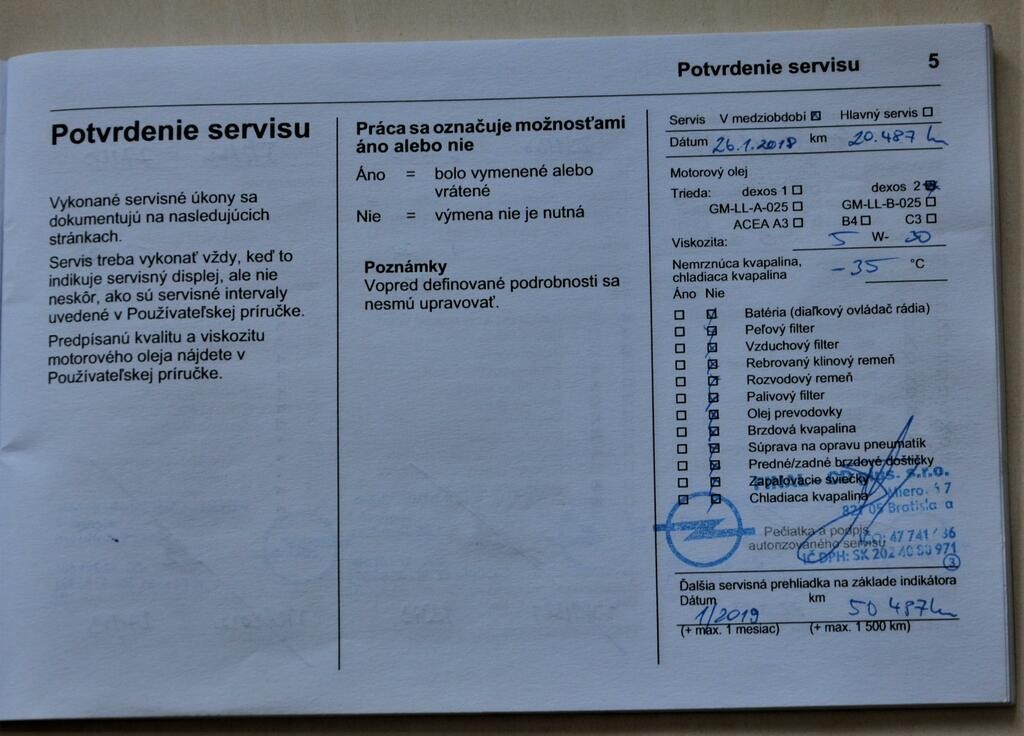 Potvrdenie servisu 5
Potvrdenie servisu
Vykonané servisné úkony sa
dokumentujú na nasledujúcich
stránkach.
Servis treba vykonať vždy, keď to
indikuje servisný displej, ale nie
neskôr, ako sú servisné intervaly
uvedené v Používateľskej príručke.
Predpísanú kvalitu a viskozitu
motorového oleja nájdete v
Používateľskej príručke.
Práca sa označuje možnosťami
áno alebo nie
Áno = bolo vymenené alebo
vrátené
Nie = výmena nie je nutná
Poznámky
Vopred definované podrobnosti sa
nesmú upravovať.
Servis V medziobdobí ☒ Hlavný servis ☐
Dátum 26.1.2018 km 20.487 km
Motorový olej
Trieda: dexos 1 ☐ dexos 2 ☒
GM-LL-A-025 ☐ GM-LL-B-025 ☐
ACEA A3 ☐ B4 ☐ C3 ☐
Viskozita: 5 W- 30
Nemrznúca kvapalina,
chladiaca kvapalina -35 °C
Áno Nie
☐ ☒ Batéria (diaľkový ovládač rádia)
☐ ☒ Peľový filter
☐ ☒ Vzduchový filter
☐ ☒ Rebrovaný klinový remeň
☐ ☒ Rozvodový remeň
☐ ☒ Palivový filter
☐ ☒ Olej prevodovky
☐ ☒ Brzdová kvapalina
☐ ☒ Súprava na opravu pneumatík
☐ ☒ Predné/zadné brzdové doštičky
☐ ☒ Zapaľovacie sviečky
☐ ☒ Chladiaca kvapalina
s.r.o.
Bratislava
Pečiatka a podpis
autorizovaného servisu
IČ DPH: SK
3
Ďalšia servisná prehliadka na základe indikátora
Dátum km
1/2019 50 487 km
(+ max. 1 mesiac) (+ max. 1 500 km)